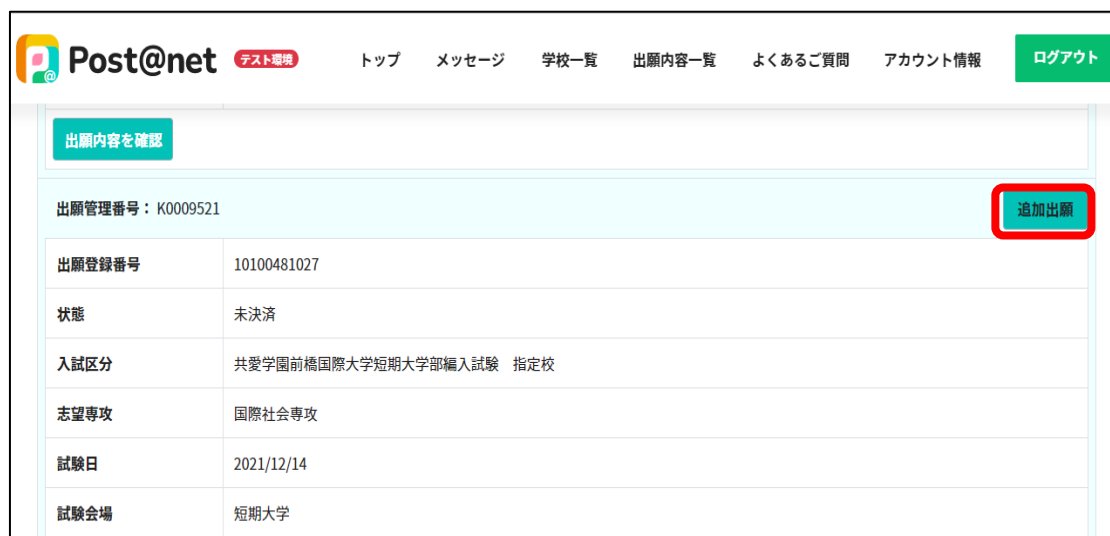 Post@net テスト環境 トップ メッセージ 学校一覧 出願内容一覧 よくあるご質問 アカウント情報 ログアウト
出願内容を確認
出願管理番号： K0009521 追加出願
出願登録番号 10100481027
状態 未決済
入試区分 共愛学園前橋国際大学短期大学部編入試験　指定校
志望専攻 国際社会専攻
試験日 2021/12/14
試験会場 短期大学